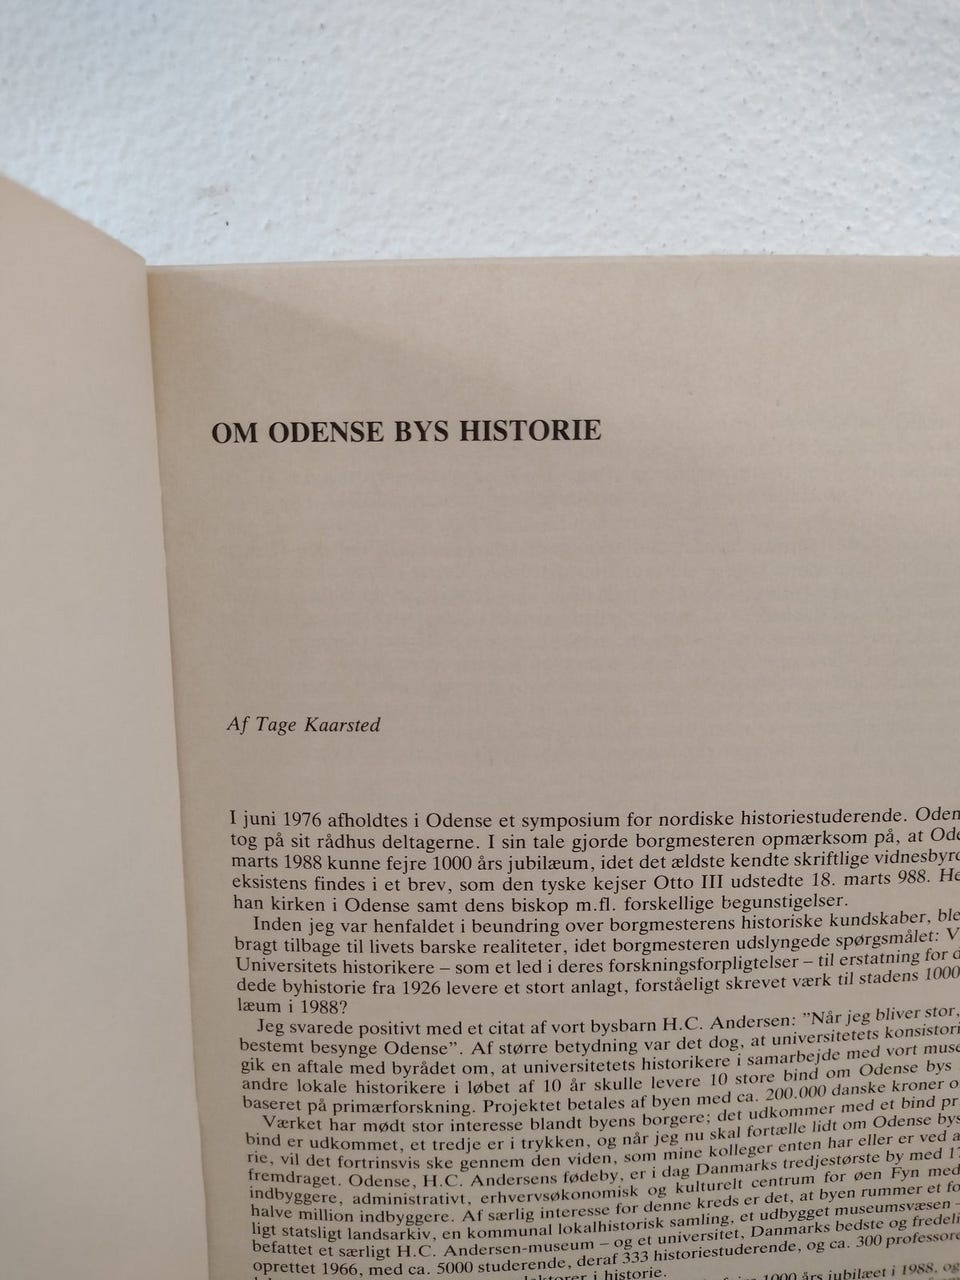 OM ODENSE BYS HISTORIE
Af Tage Kaarsted
I juni 1976 afholdtes i Odense et symposium for nordiske historiestuderende. Oden
tog på sit rådhus deltagerne. I sin tale gjorde borgmesteren opmærksom på, at Ode
marts 1988 kunne fejre 1000 års jubilæum, idet det ældste kendte skriftlige vidnesbyrd
eksistens findes i et brev, som den tyske kejser Otto III udstedte 18. marts 988. He
han kirken i Odense samt dens biskop m.fl. forskellige begunstigelser.
Inden jeg var henfaldet i beundring over borgmesterens historiske kundskaber, ble
bragt tilbage til livets barske realiteter, idet borgmesteren udslyngede spørgsmålet: V
Universitets historikere – som et led i deres forskningsforpligtelser – til erstatning for d
dede byhistorie fra 1926 levere et stort anlagt, forståeligt skrevet værk til stadens 1000
læum i 1988?
Jeg svarede positivt med et citat af vort bysbarn H.C. Andersen: ”Når jeg bliver stor,
bestemt besynge Odense”. Af større betydning var det dog, at universitetets konsistori
gik en aftale med byrådet om, at universitetets historikere i samarbejde med vort muse
andre lokale historikere i løbet af 10 år skulle levere 10 store bind om Odense bys
baseret på primærforskning. Projektet betales af byen med ca. 200.000 danske kroner o
Værket har mødt stor interesse blandt byens borgere; det udkommer med et bind pr
bind er udkommet, et tredje er i trykken, og når jeg nu skal fortælle lidt om Odense bys
rie, vil det fortrinsvis ske gennem den viden, som mine kolleger enten har eller er ved a
fremdraget. Odense, H.C. Andersens fødeby, er i dag Danmarks tredjestørste by med 17
indbyggere, administrativt, erhvervsøkonomisk og kulturelt centrum for øen Fyn med
halve million indbyggere. Af særlig interesse for denne kreds er det, at byen rummer et fo
ligt statsligt landsarkiv, en kommunal lokalhistorisk samling, et udbygget museumsvæsen –
befattet et særligt H.C. Andersen-museum – og et universitet, Danmarks bedste og fredeli
oprettet 1966, med ca. 5000 studerende, deraf 333 historiestuderende, og ca. 300 professore
i historie.
1000 års jubilæet i 1988, og